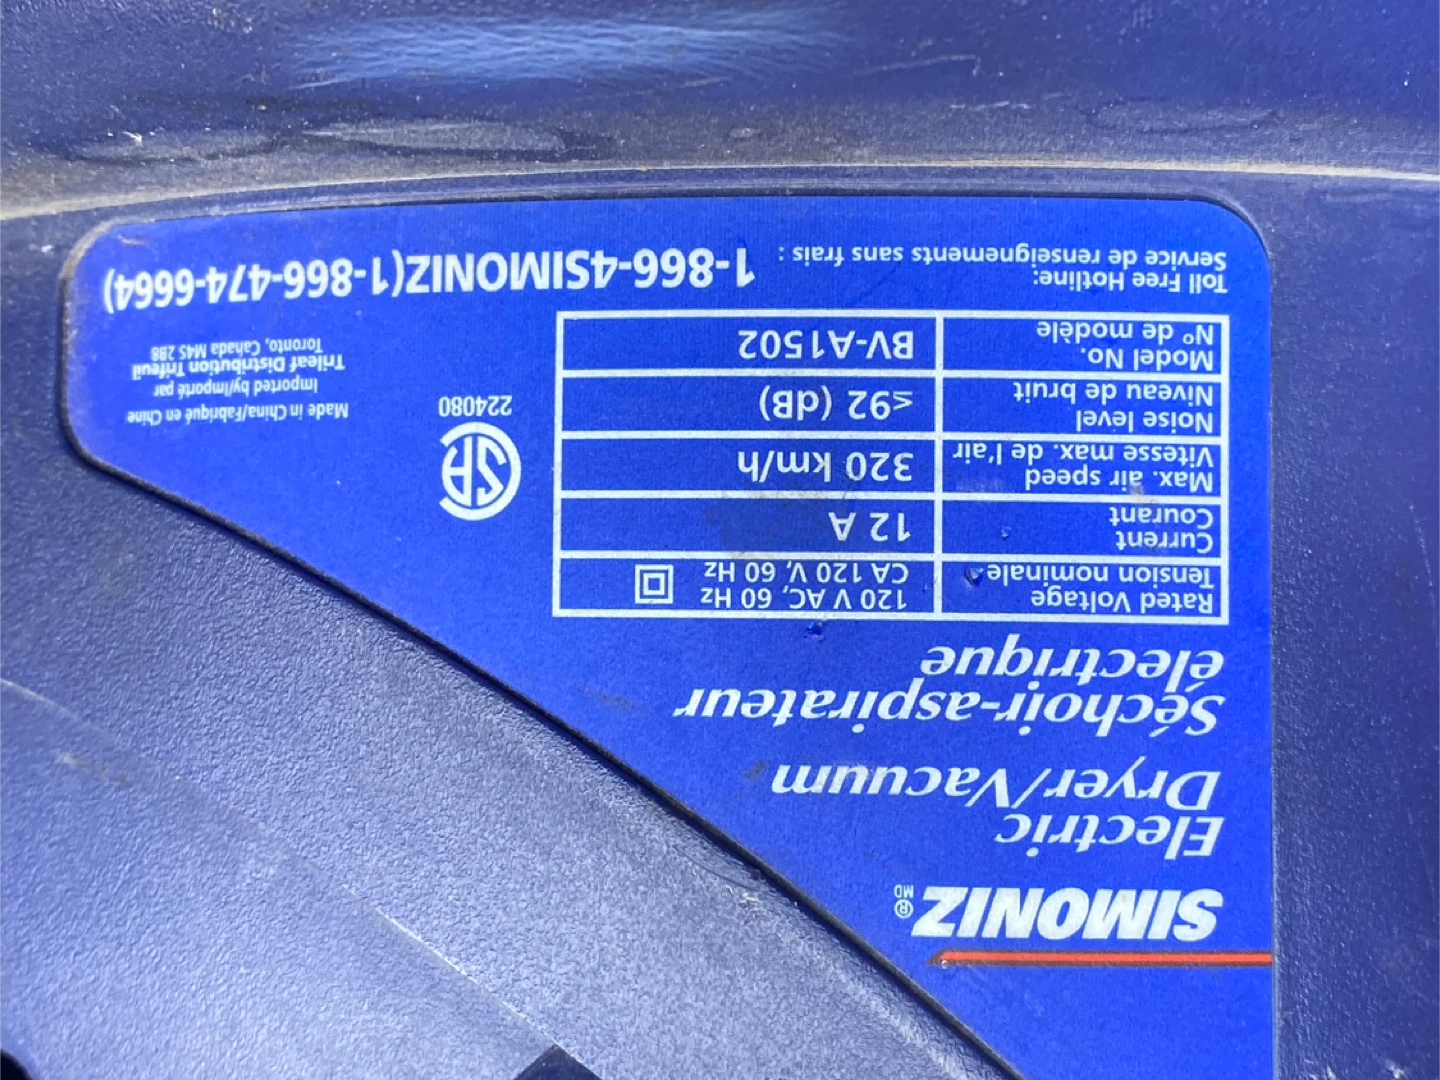 SIMONIZ® MD
Electric
Dryer/Vacuum
Séchoir-aspirateur
électrique
Rated Voltage
Tension nominale
120 V AC, 60 Hz
CA 120 V, 60 Hz
Current
Courant
12 A
Max. air speed
Vitesse max. de l'air
320 km/h
Noise level
Niveau de bruit
≤92 (dB)
Model No.
N° de modèle
BV-A1502
SA
224080
Made in China/Fabriqué en Chine
Imported by/Importé par
Trileaf Distribution Trifeuil
Toronto, Canada M4S 2B8
Toll Free Hotline:
Service de renseignements sans frais :
1-866-4SIMONIZ(1-866-474-6664)